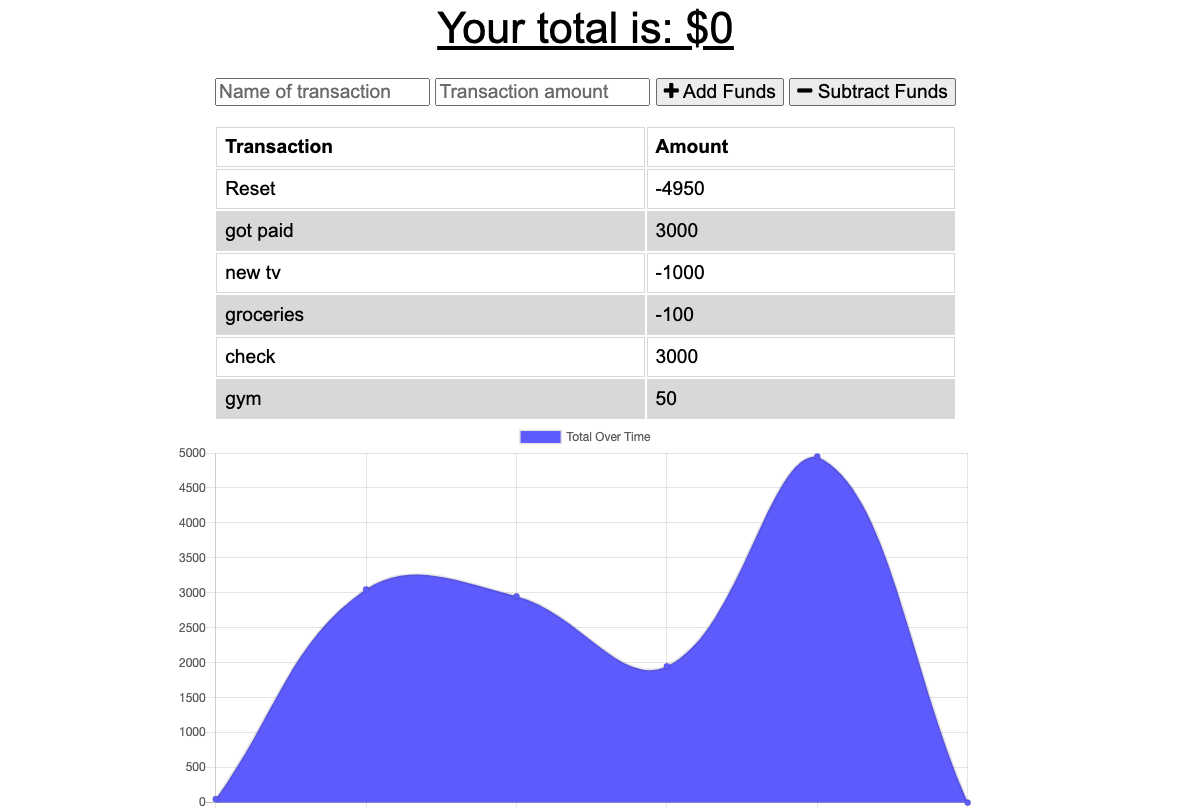 Your total is: $0
Name of transaction Transaction amount Add Funds Subtract Funds
Transaction Amount
Reset -4950
got paid 3000
new tv -1000
groceries -100
check 3000
gym 50
Total Over Time
5000
4500
4000
3500
3000
2500
2000
1500
1000
500
0